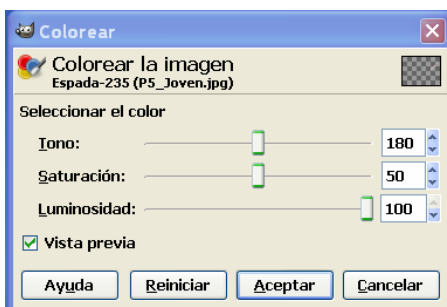 Colorear
Colorear la imagen
Espada-235 (P5_Joven.jpg)
Seleccionar el color
Tono: 180
Saturación: 50
Luminosidad: 100
Vista previa
Ayuda Reiniciar Aceptar Cancelar